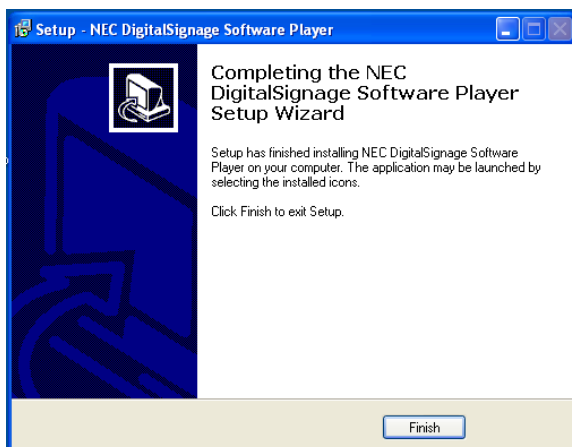 Setup - NEC DigitalSignage Software Player
Completing the NEC
DigitalSignage Software Player
Setup Wizard
Setup has finished installing NEC DigitalSignage Software
Player on your computer. The application may be launched by
selecting the installed icons.
Click Finish to exit Setup.
Finish